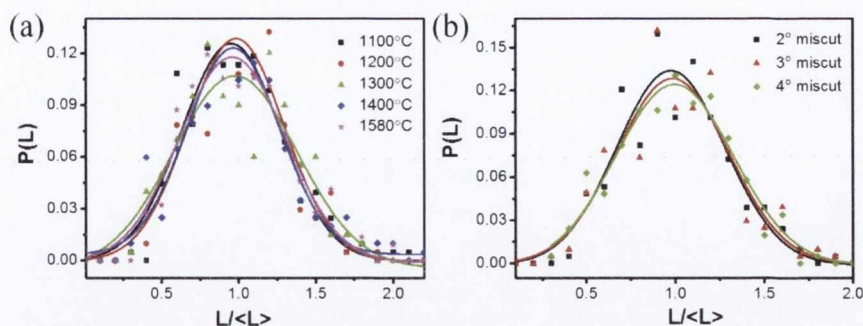 (a)
P(L)
0.12
0.09
0.06
0.03
0.00
0.5
1.0
1.5
2.0
L/<L>
1100°C
1200°C
1300°C
1400°C
1580°C
(b)
P(L)
0.15
0.12
0.09
0.06
0.03
0.00
0.5
1.0
1.5
2.0
L/<L>
2° miscut
3° miscut
4° miscut